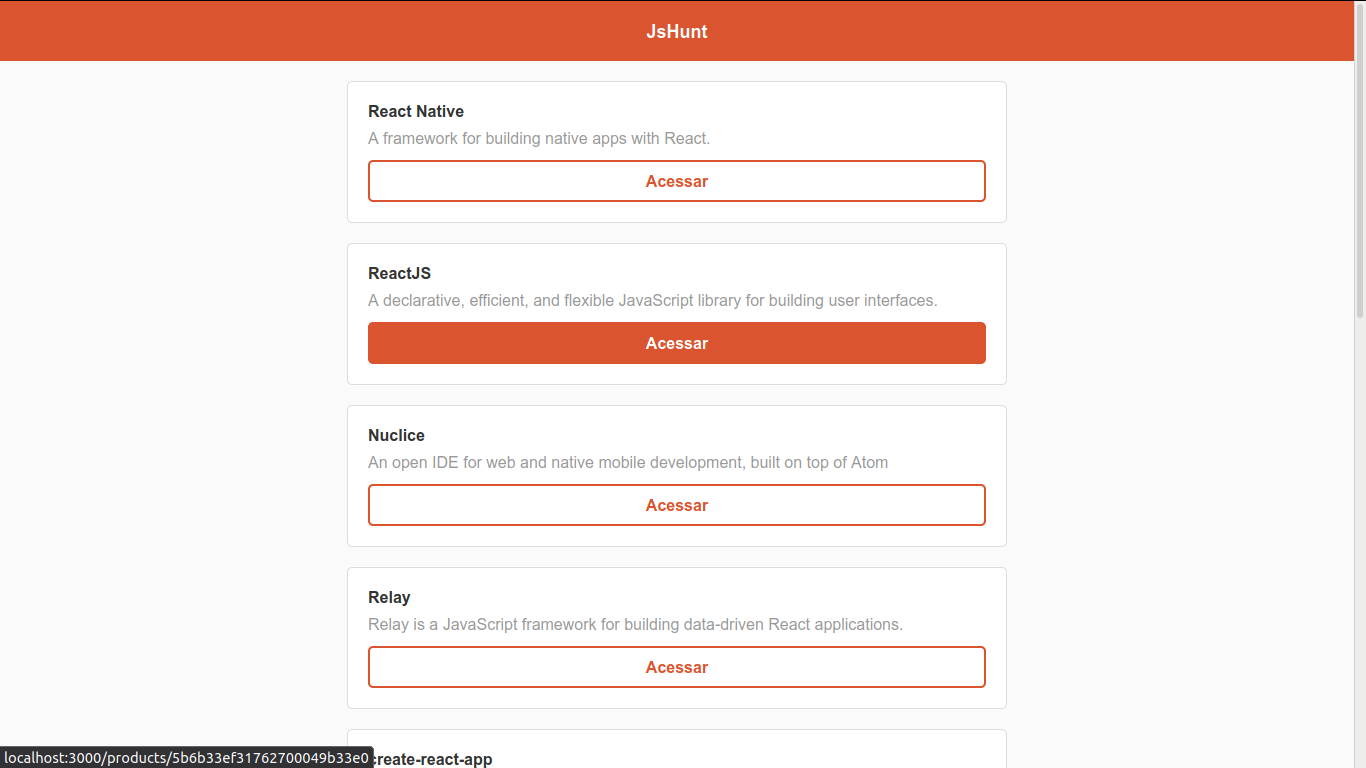 JsHunt
React Native
A framework for building native apps with React.
Acessar
ReactJS
A declarative, efficient, and flexible JavaScript library for building user interfaces.
Acessar
Nuclice
An open IDE for web and native mobile development, built on top of Atom
Acessar
Relay
Relay is a JavaScript framework for building data-driven React applications.
Acessar
create-react-app
localhost:3000/products/5b6b33ef31762700049b33e0